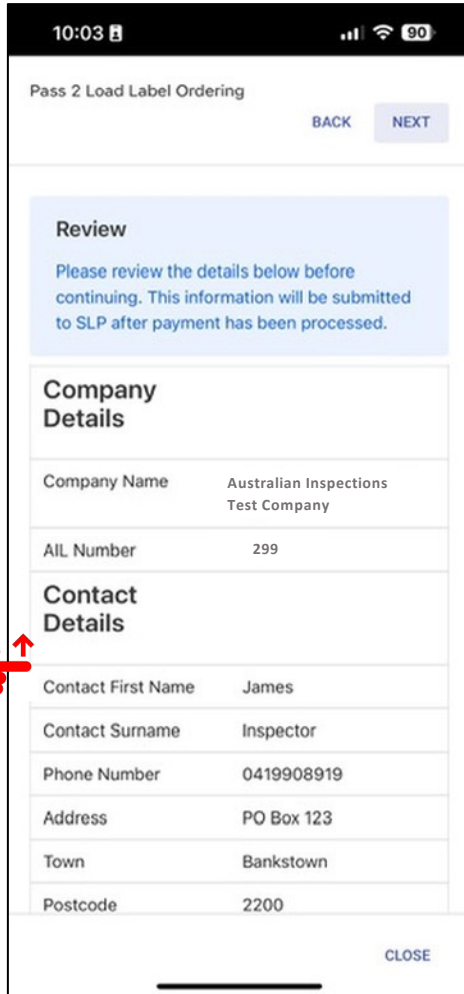 10:03
90
Pass 2 Load Label Ordering
BACK NEXT
Review
Please review the details below before
continuing. This information will be submitted
to SLP after payment has been processed.
Company
Details
Company Name Australian Inspections
Test Company
AIL Number 299
Contact
Details
Contact First Name James
Contact Surname Inspector
Phone Number 0419908919
Address PO Box 123
Town Bankstown
Postcode 2200
CLOSE